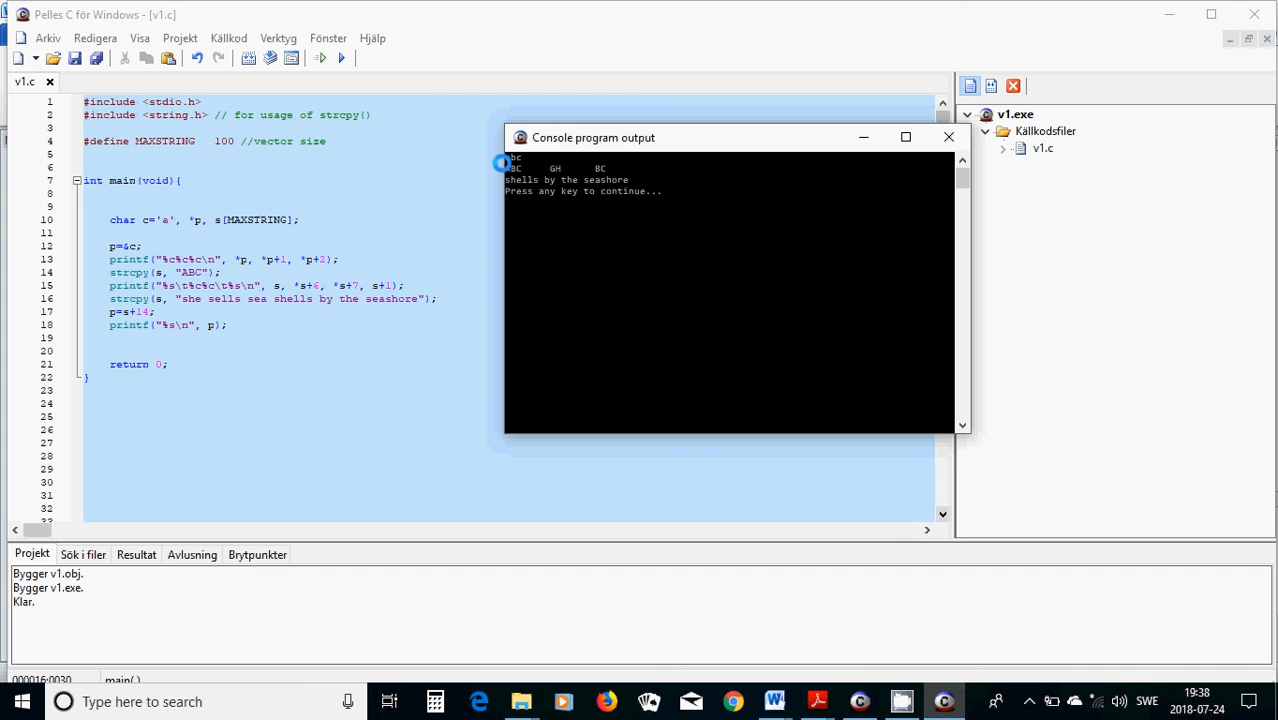 Pelles C för Windows - [v1.c]
Arkiv Redigera Visa Projekt Källkod Verktyg Fönster Hjälp
v1.c
1 #include <stdio.h>
2 #include <string.h> // for usage of strcpy()
3
4 #define MAXSTRING 100 //vector size
5
6
7 int main(void){
8
9
10 char c='a', *p, s[MAXSTRING];
11
12 p=&c;
13 printf("%c%c%c\n", *p, *p+1, *p+2);
14 strcpy(s, "ABC");
15 printf("%s\t%c%c\t%s\n", s, *s+6, *s+7, s+1);
16 strcpy(s, "she sells sea shells by the seashore");
17 p=s+14;
18 printf("%s\n", p);
19
20
21 return 0;
22 }
23
24
25
26
27
28
29
30
31
Console program output
abc
ABC GH BC
shells by the seashore
Press any key to continue...
v1.exe
Källkodsfiler
v1.c
Projekt Sök i filer Resultat Avlusning Brytpunkter
Bygger v1.obj.
Bygger v1.exe.
Klar.
000016:0030 main( )
Type here to search
SWE
19:38
2018-07-24